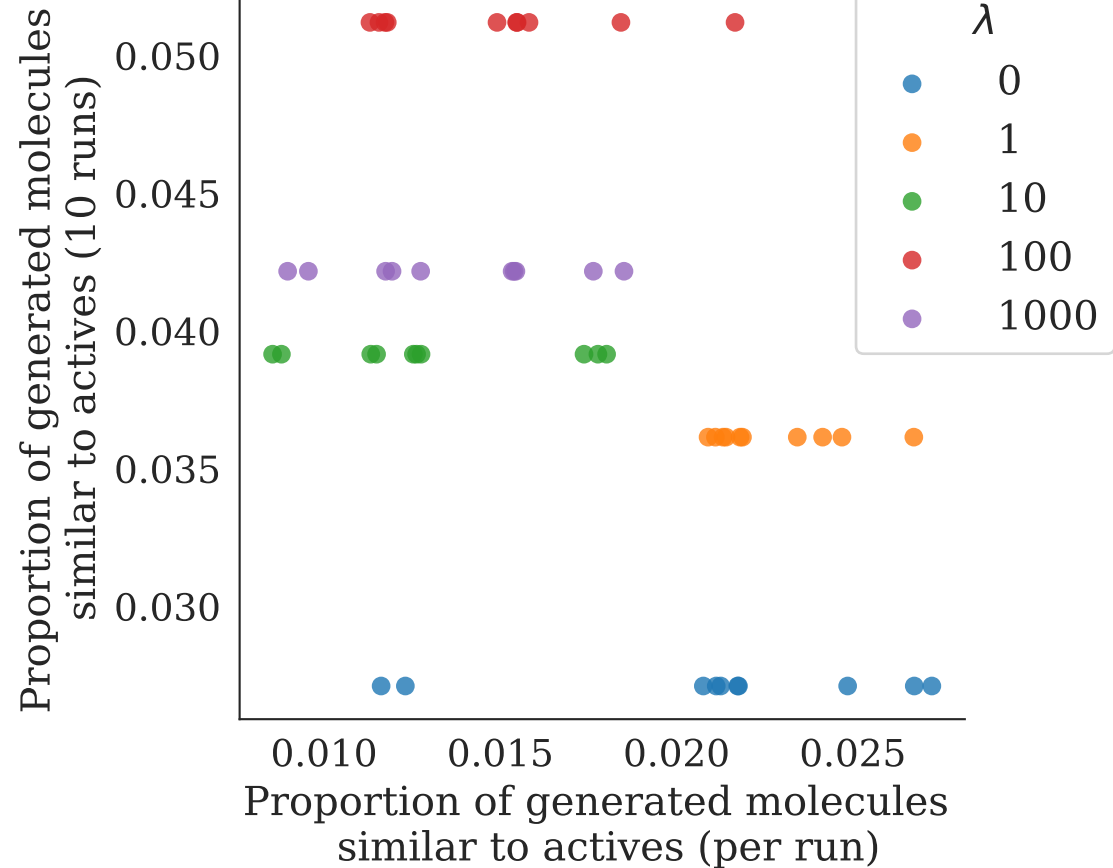 Proportion of generated molecules
similar to actives (10 runs)
0.050
0.045
0.040
0.035
0.030
λ
0
1
10
100
1000
0.010 0.015 0.020 0.025
Proportion of generated molecules
similar to actives (per run)